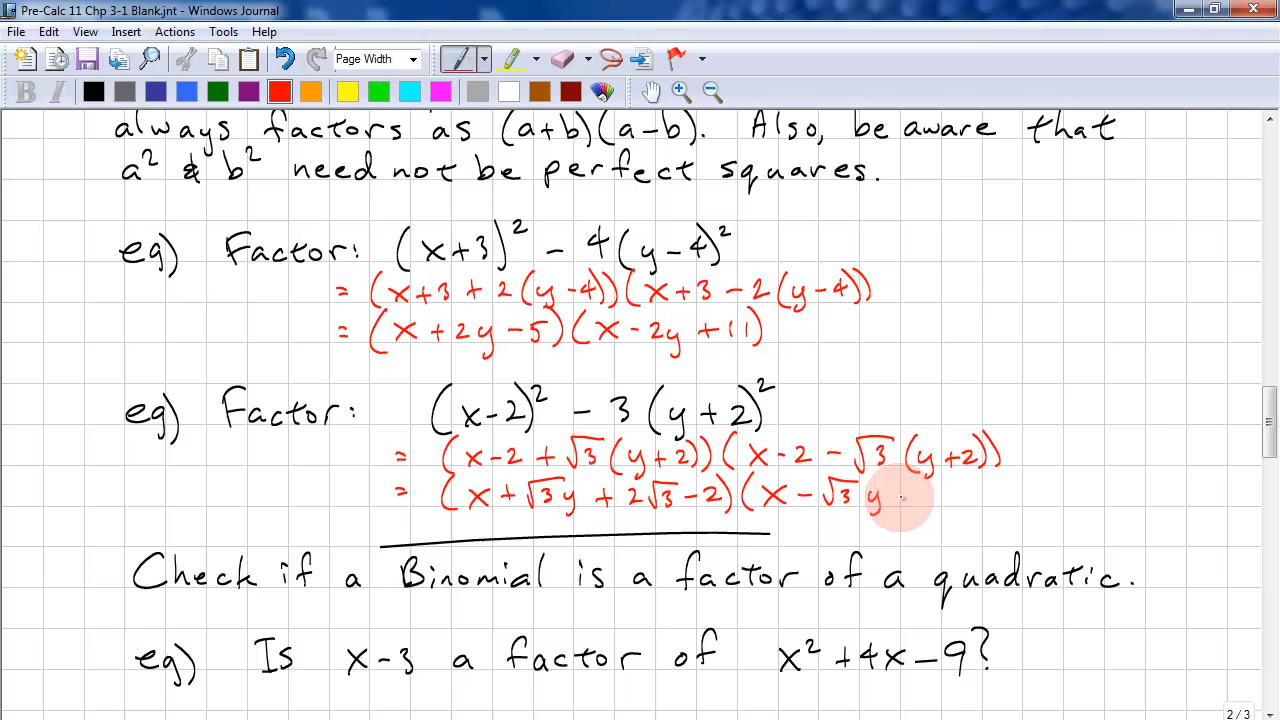 Pre-Calc 11 Chp 3-1 Blank.jnt - Windows Journal
File Edit View Insert Actions Tools Help
Page Width
B I
always factors as (a+b)(a-b). Also, be aware that
a² & b² need not be perfect squares.
eg) Factor: (x+3)² - 4(y-4)²
= (x+3+2(y-4))(x+3-2(y-4))
= (x+2y-5)(x-2y+11)
eg) Factor: (x-2)² - 3(y+2)²
= (x-2+√3(y+2))(x-2-√3(y+2))
= (x+√3y+2√3-2)(x-√3y
Check if a Binomial is a factor of a quadratic.
eg) Is x-3 a factor of x²+4x-9?
2/3